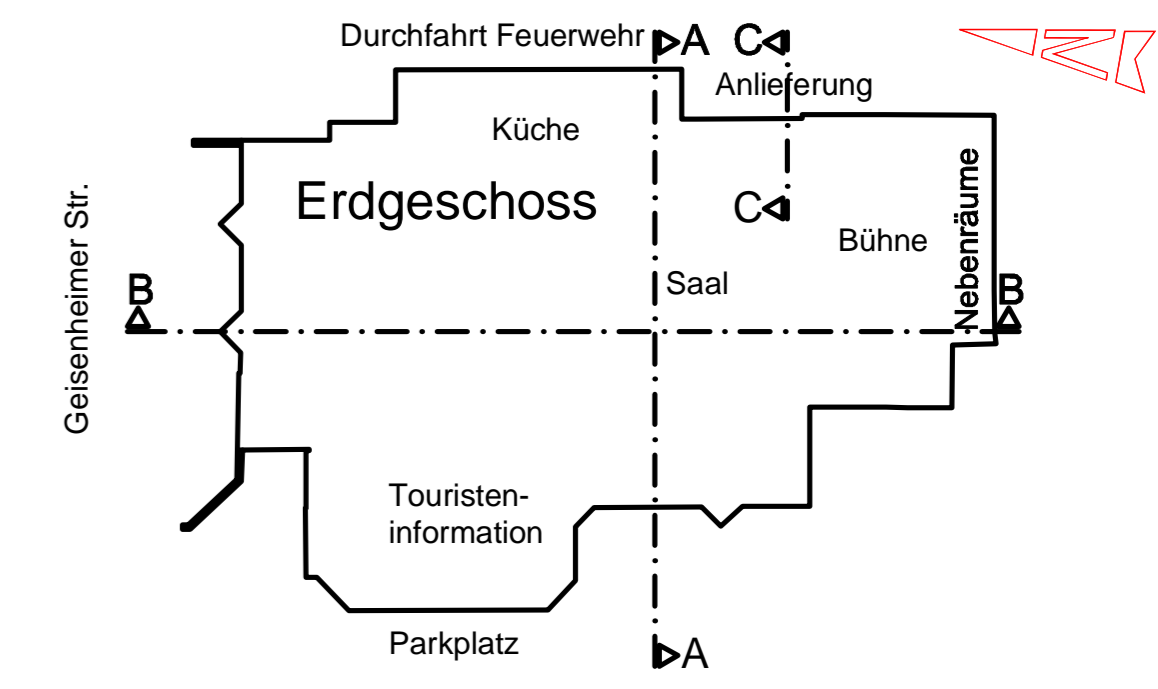 Durchfahrt Feuerwehr
A
C
N
Anlieferung
Küche
Erdgeschoss
Geisenheimer Str.
C
Bühne
Nebenräume
B
Saal
B
Touristen-
information
Parkplatz
A